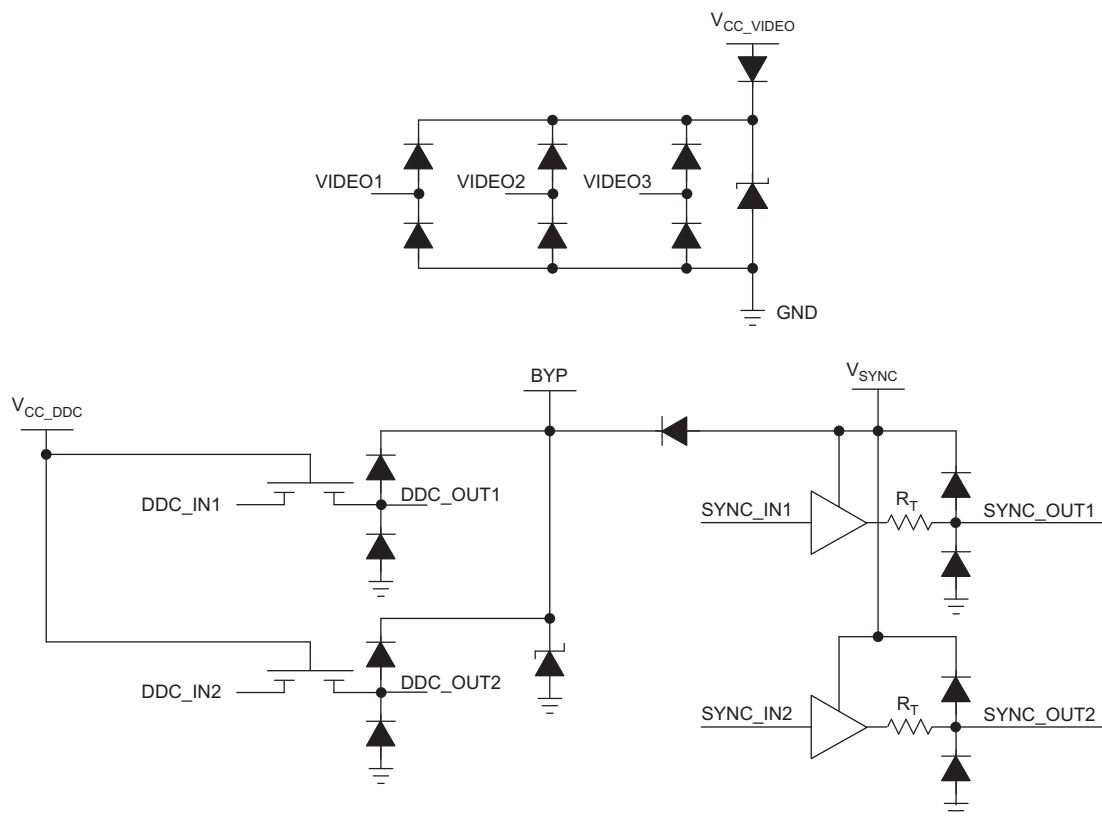 V_CC_VIDEO
VIDEO1
VIDEO2
VIDEO3
GND
V_CC_DDC
BYP
V_SYNC
DDC_IN1
DDC_OUT1
SYNC_IN1
R_T
SYNC_OUT1
DDC_IN2
DDC_OUT2
SYNC_IN2
R_T
SYNC_OUT2